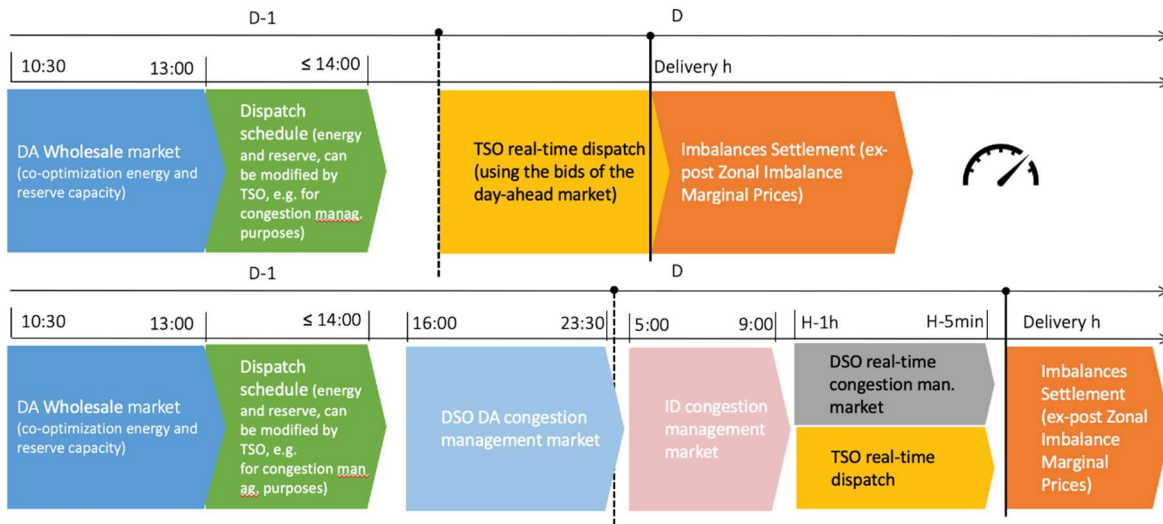 D-1
D
10:30
13:00
≤ 14:00
Delivery h
DA Wholesale market
(co-optimization energy and
reserve capacity)
Dispatch
schedule (energy
and reserve, can
be modified by
TSO, e.g. for
congestion manag.
purposes)
TSO real-time dispatch
(using the bids of the
day-ahead market)
Imbalances Settlement (ex-
post Zonal Imbalance
Marginal Prices)
D-1
D
10:30
13:00
≤ 14:00
16:00
23:30
5:00
9:00
H-1h
H-5min
Delivery h
DA Wholesale market
(co-optimization energy and
reserve capacity)
Dispatch
schedule (energy
and reserve, can
be modified by
TSO, e.g.
for congestion man
ag. purposes)
DSO DA congestion
management market
ID congestion
management
market
DSO real-time
congestion man.
market
TSO real-time
dispatch
Imbalances
Settlement
(ex-post Zonal
Imbalance
Marginal
Prices)